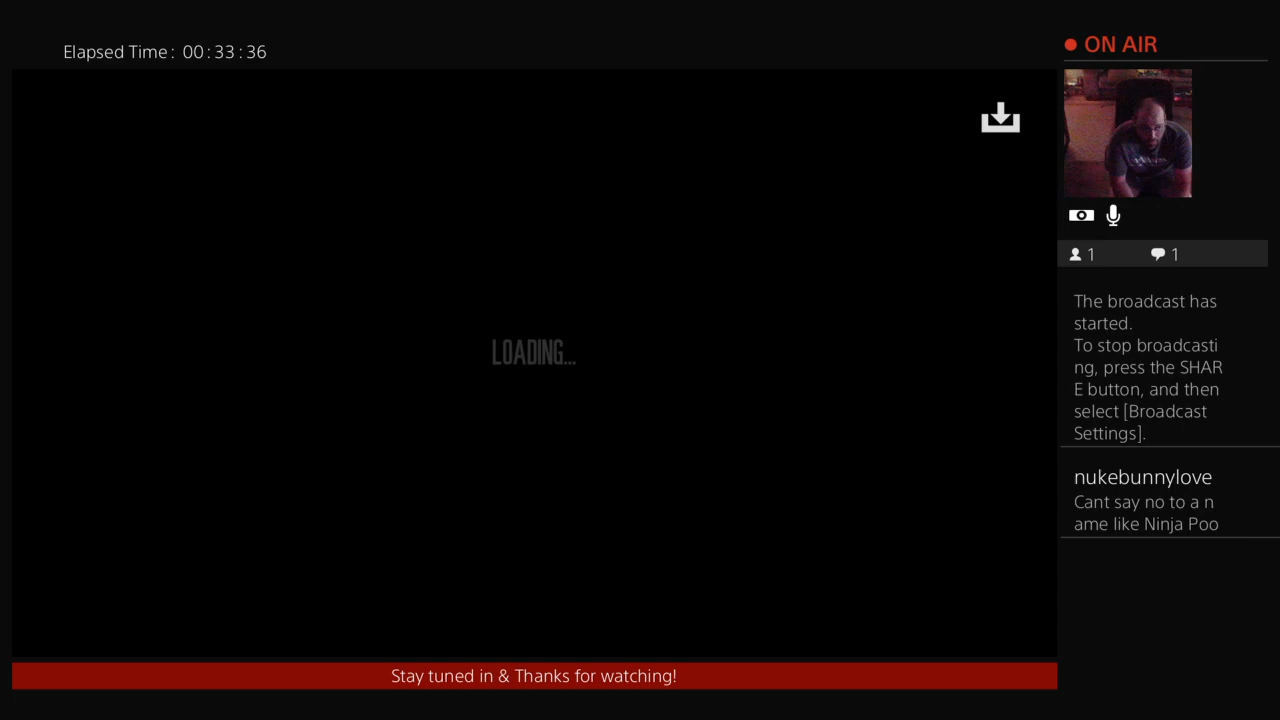 Elapsed Time: 00:33:36
ON AIR
1 1
The broadcast has
started.
To stop broadcasti
ng, press the SHAR
E button, and then
select [Broadcast
Settings].
nukebunnylove
Cant say no to a n
ame like Ninja Poo
LOADING...
Stay tuned in & Thanks for watching!